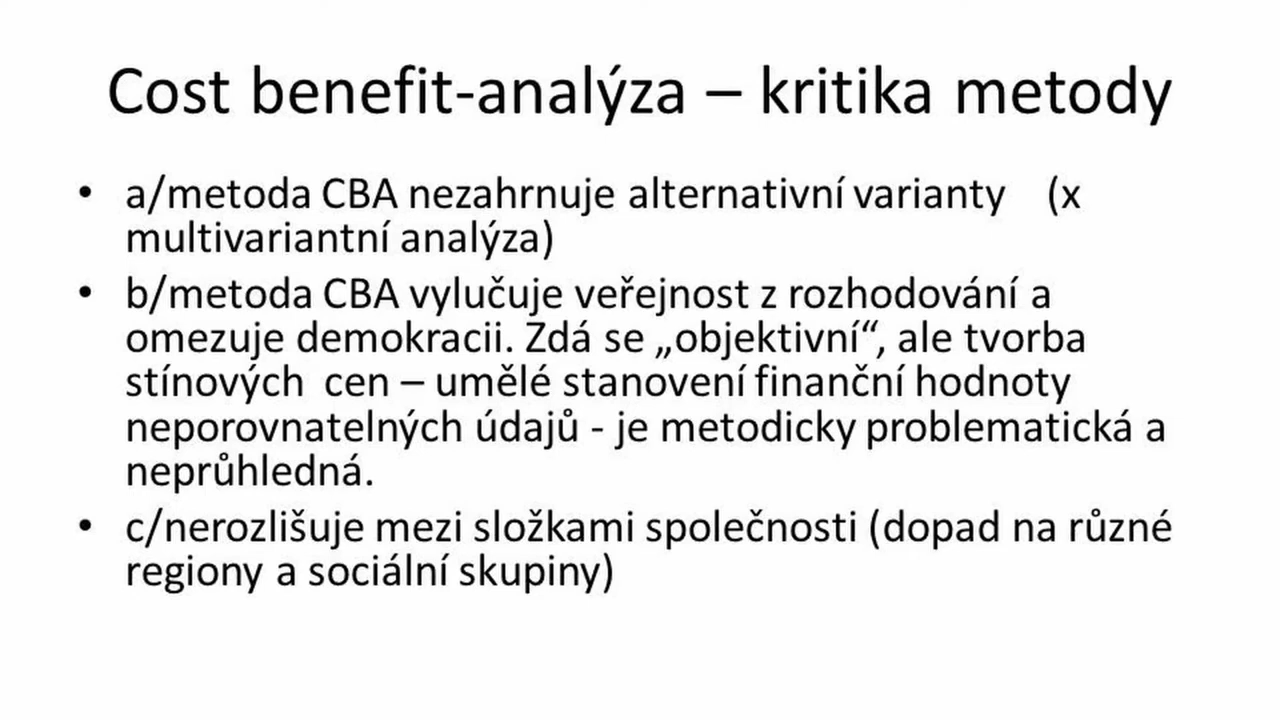 Cost benefit-analýza – kritika metody
• a/metoda CBA nezahrnuje alternativní varianty (x
multivariantní analýza)
• b/metoda CBA vylučuje veřejnost z rozhodování a
omezuje demokracii. Zdá se „objektivní“, ale tvorba
stínových cen – umělé stanovení finanční hodnoty
neporovnatelných údajů - je metodicky problematická a
neprůhledná.
• c/nerozlišuje mezi složkami společnosti (dopad na různé
regiony a sociální skupiny)